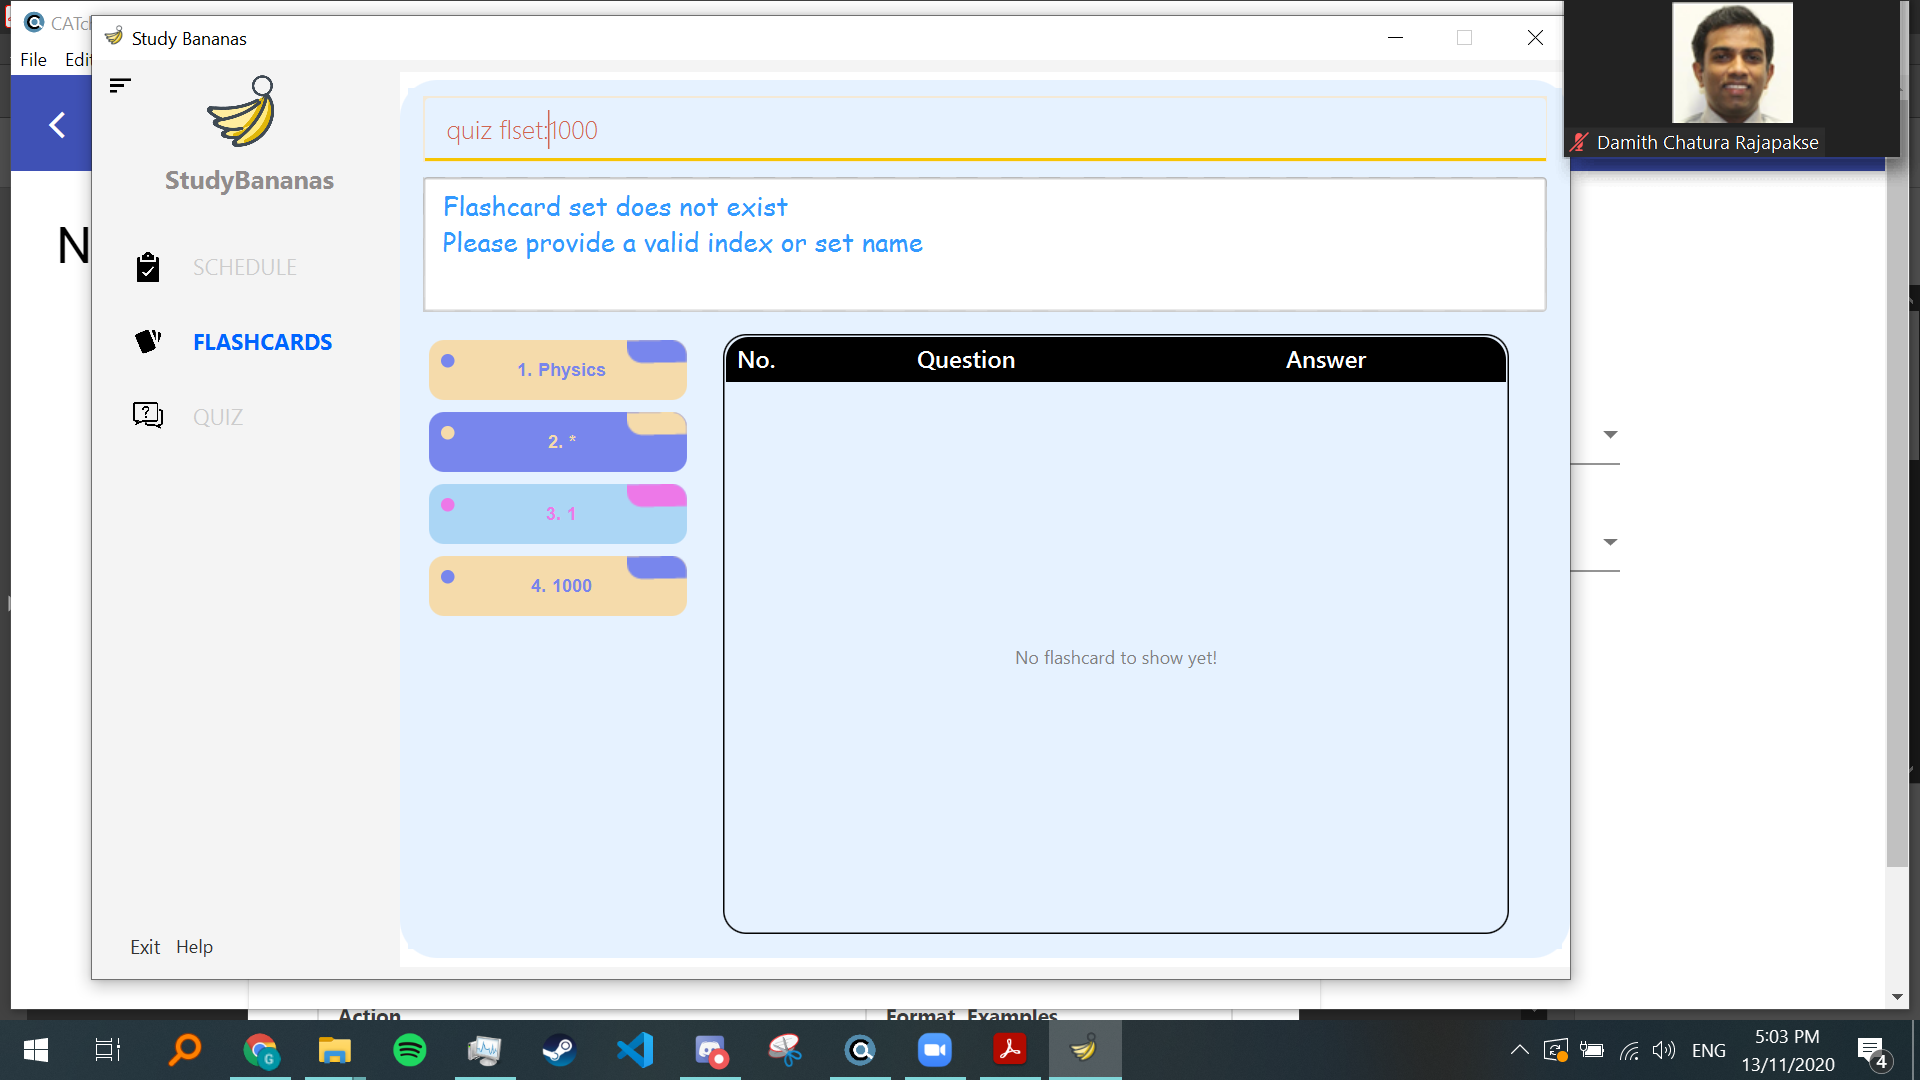 CATcl
Study Bananas
File Edi
StudyBananas
SCHEDULE
FLASHCARDS
QUIZ
Exit Help
quiz flset:1000
Flashcard set does not exist
Please provide a valid index or set name
1. Physics
2. *
3. 1
4. 1000
No. Question Answer
No flashcard to show yet!
Damith Chatura Rajapakse
N
Action Format, Examples
G
ENG
5:03 PM
13/11/2020
4